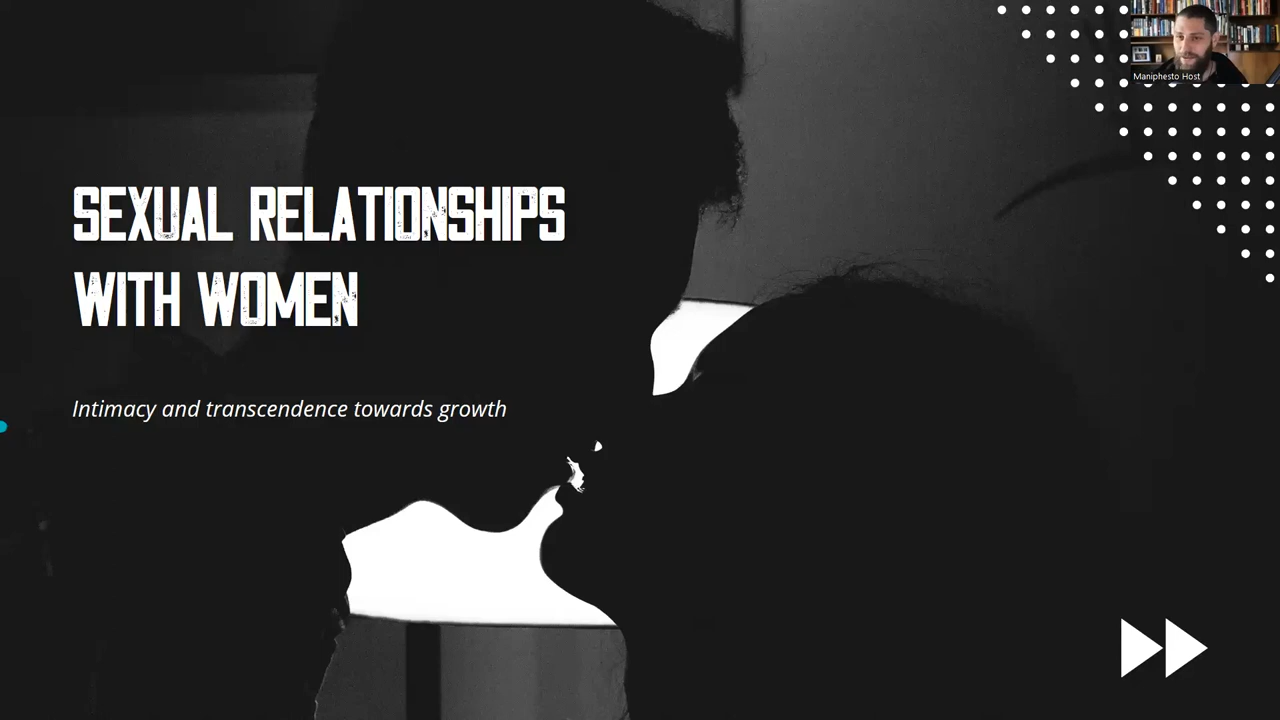 Maniphesto Host
SEXUAL RELATIONSHIPS
WITH WOMEN
Intimacy and transcendence towards growth